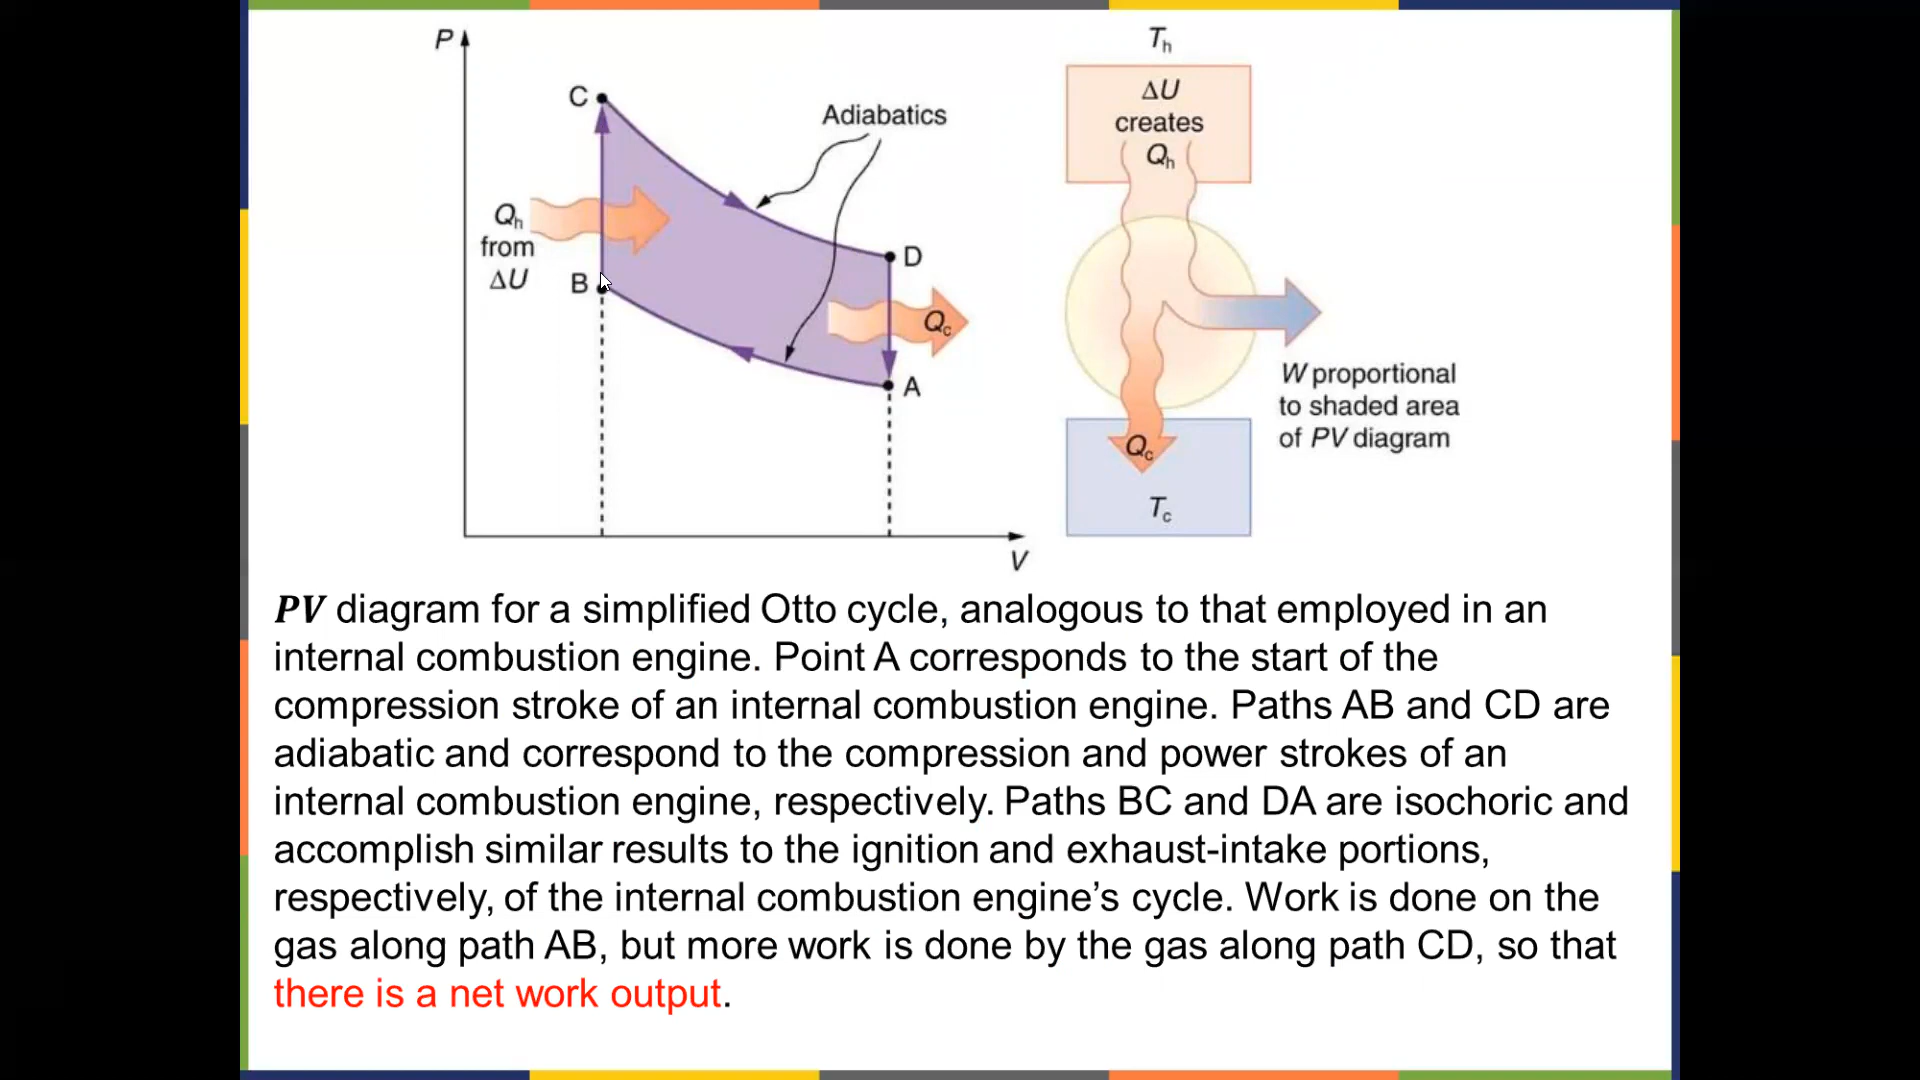 P
C
Adiabatics
Qh
from
ΔU
B
D
Qc
A
V
Th
ΔU
creates
Qh
W proportional
to shaded area
of PV diagram
Qc
Tc
PV diagram for a simplified Otto cycle, analogous to that employed in an
internal combustion engine. Point A corresponds to the start of the
compression stroke of an internal combustion engine. Paths AB and CD are
adiabatic and correspond to the compression and power strokes of an
internal combustion engine, respectively. Paths BC and DA are isochoric and
accomplish similar results to the ignition and exhaust-intake portions,
respectively, of the internal combustion engine’s cycle. Work is done on the
gas along path AB, but more work is done by the gas along path CD, so that
there is a net work output.